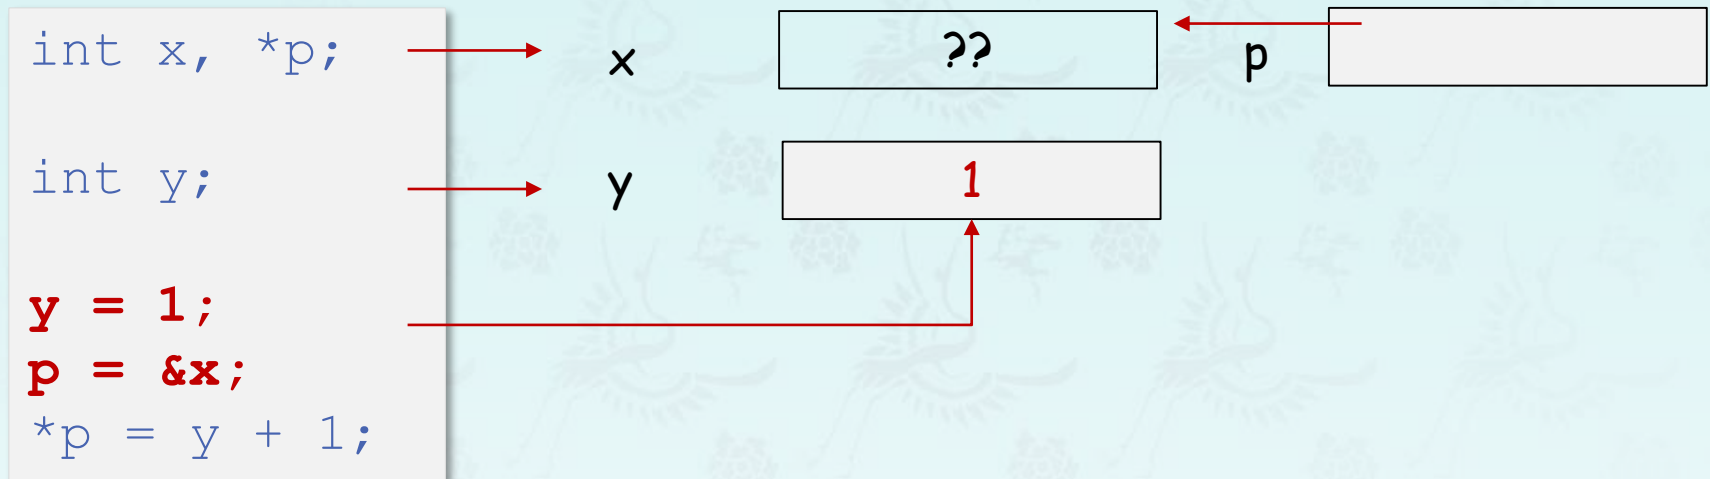 int x, *p;
x
??
p
int y;
y
1
y = 1;
p = &x;
*p = y + 1;